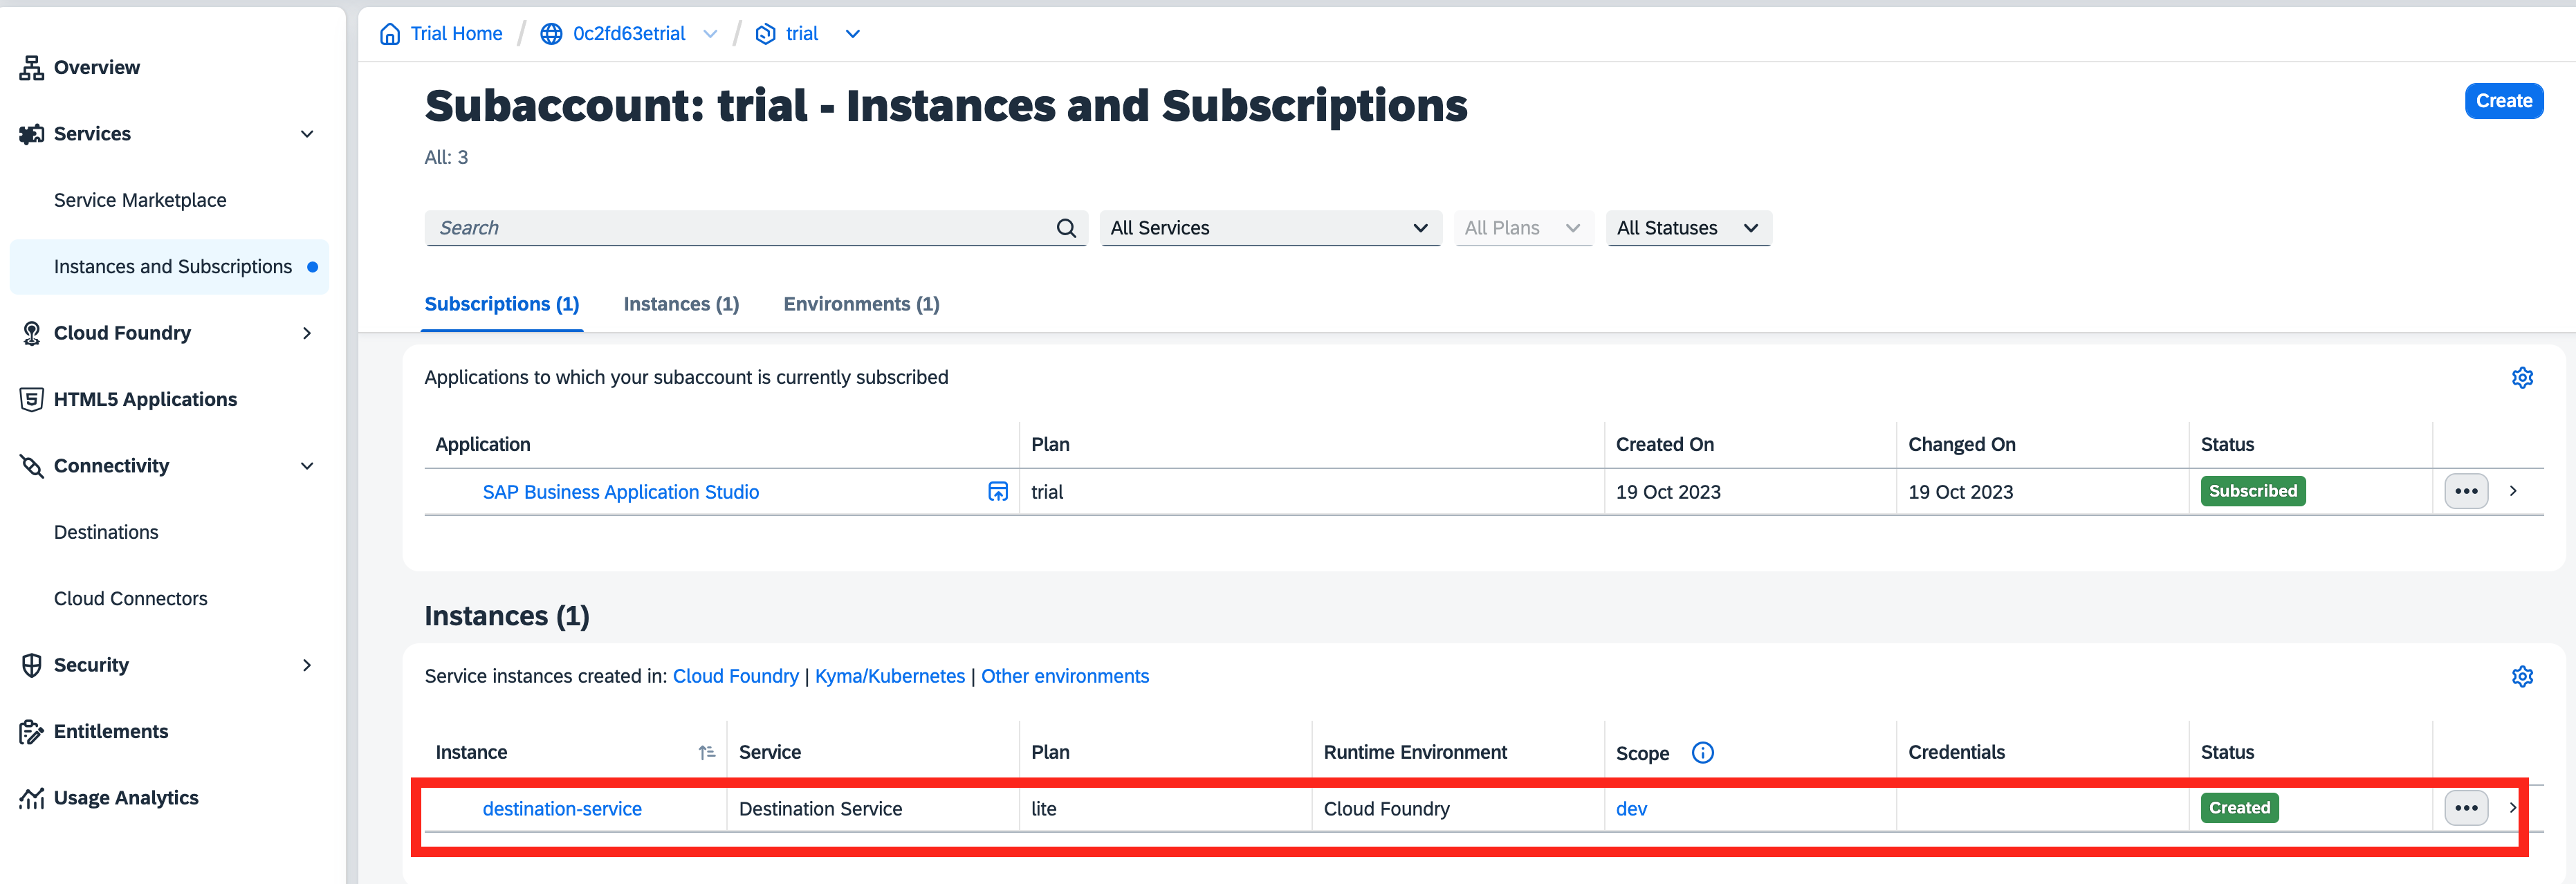 Trial Home / 0c2fd63etrial / trial
Overview
Services
Service Marketplace
Instances and Subscriptions
Cloud Foundry
HTML5 Applications
Connectivity
Destinations
Cloud Connectors
Security
Entitlements
Usage Analytics
Subaccount: trial - Instances and Subscriptions
Create
All: 3
Search All Services All Plans All Statuses
Subscriptions (1) Instances (1) Environments (1)
Applications to which your subaccount is currently subscribed
Application Plan Created On Changed On Status
SAP Business Application Studio trial 19 Oct 2023 19 Oct 2023 Subscribed
Instances (1)
Service instances created in: Cloud Foundry | Kyma/Kubernetes | Other environments
Instance Service Plan Runtime Environment Scope Credentials Status
destination-service Destination Service lite Cloud Foundry dev Created